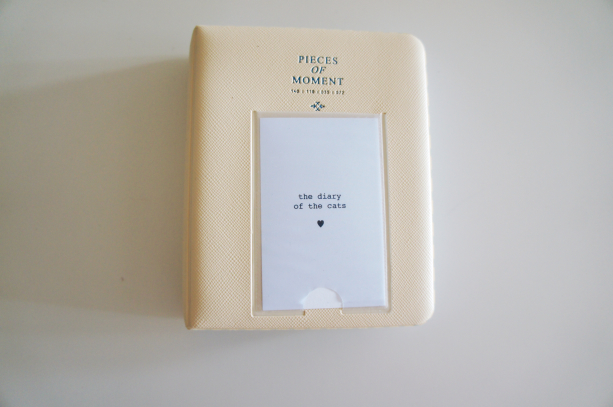 PIECES
OF
MOMENT
the diary
of the cats
♥